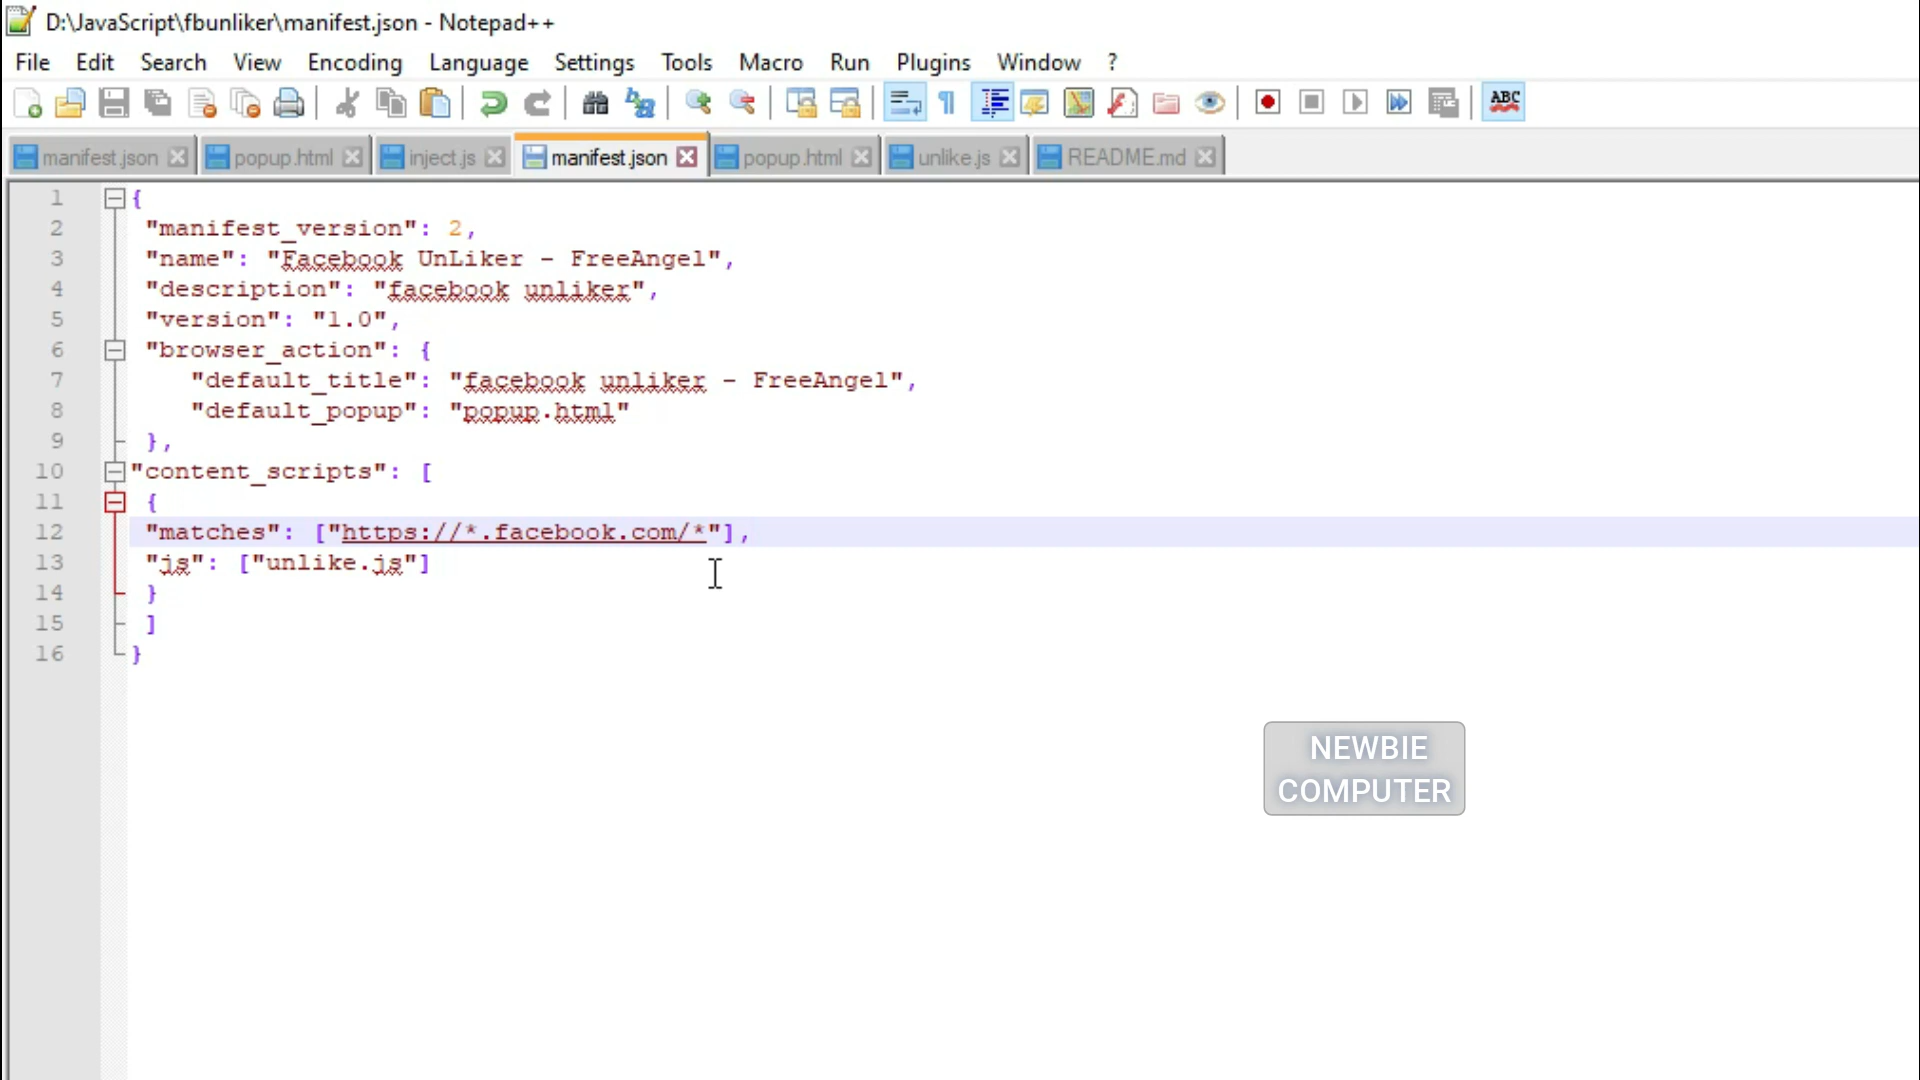 D:\JavaScript\fbunliker\manifest.json - Notepad++
File Edit Search View Encoding Language Settings Tools Macro Run Plugins Window ?
ABC
manifest.json popup.html inject.js manifest.json popup.html unlike.js README.md
1 {
2 "manifest_version": 2,
3 "name": "Facebook UnLiker - FreeAngel",
4 "description": "facebook unliker",
5 "version": "1.0",
6 "browser_action": {
7 "default_title": "facebook unliker - FreeAngel",
8 "default_popup": "popup.html"
9 },
10 "content_scripts": [
11 {
12 "matches": ["https://*.facebook.com/*"],
13 "js": ["unlike.js"]
14 }
15 ]
16 }
NEWBIE
COMPUTER